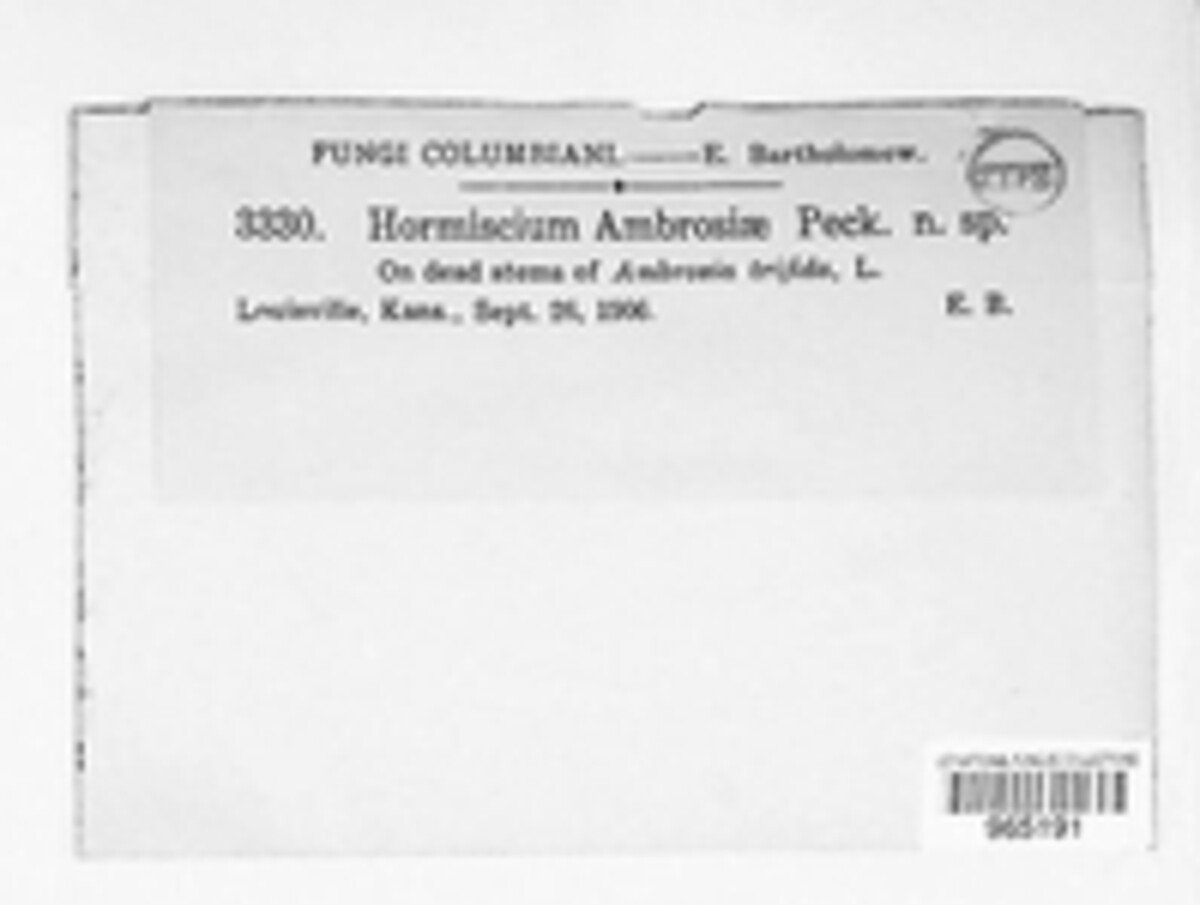 FUNGI COLUMBIANI.——E. Bartholomew.
3330. Hormiscium Ambrosiæ Peck. n. sp.
On dead stems of Ambrosia trifida, L.
Louisville, Kans., Sept. 26, 1906. E. B.
965191